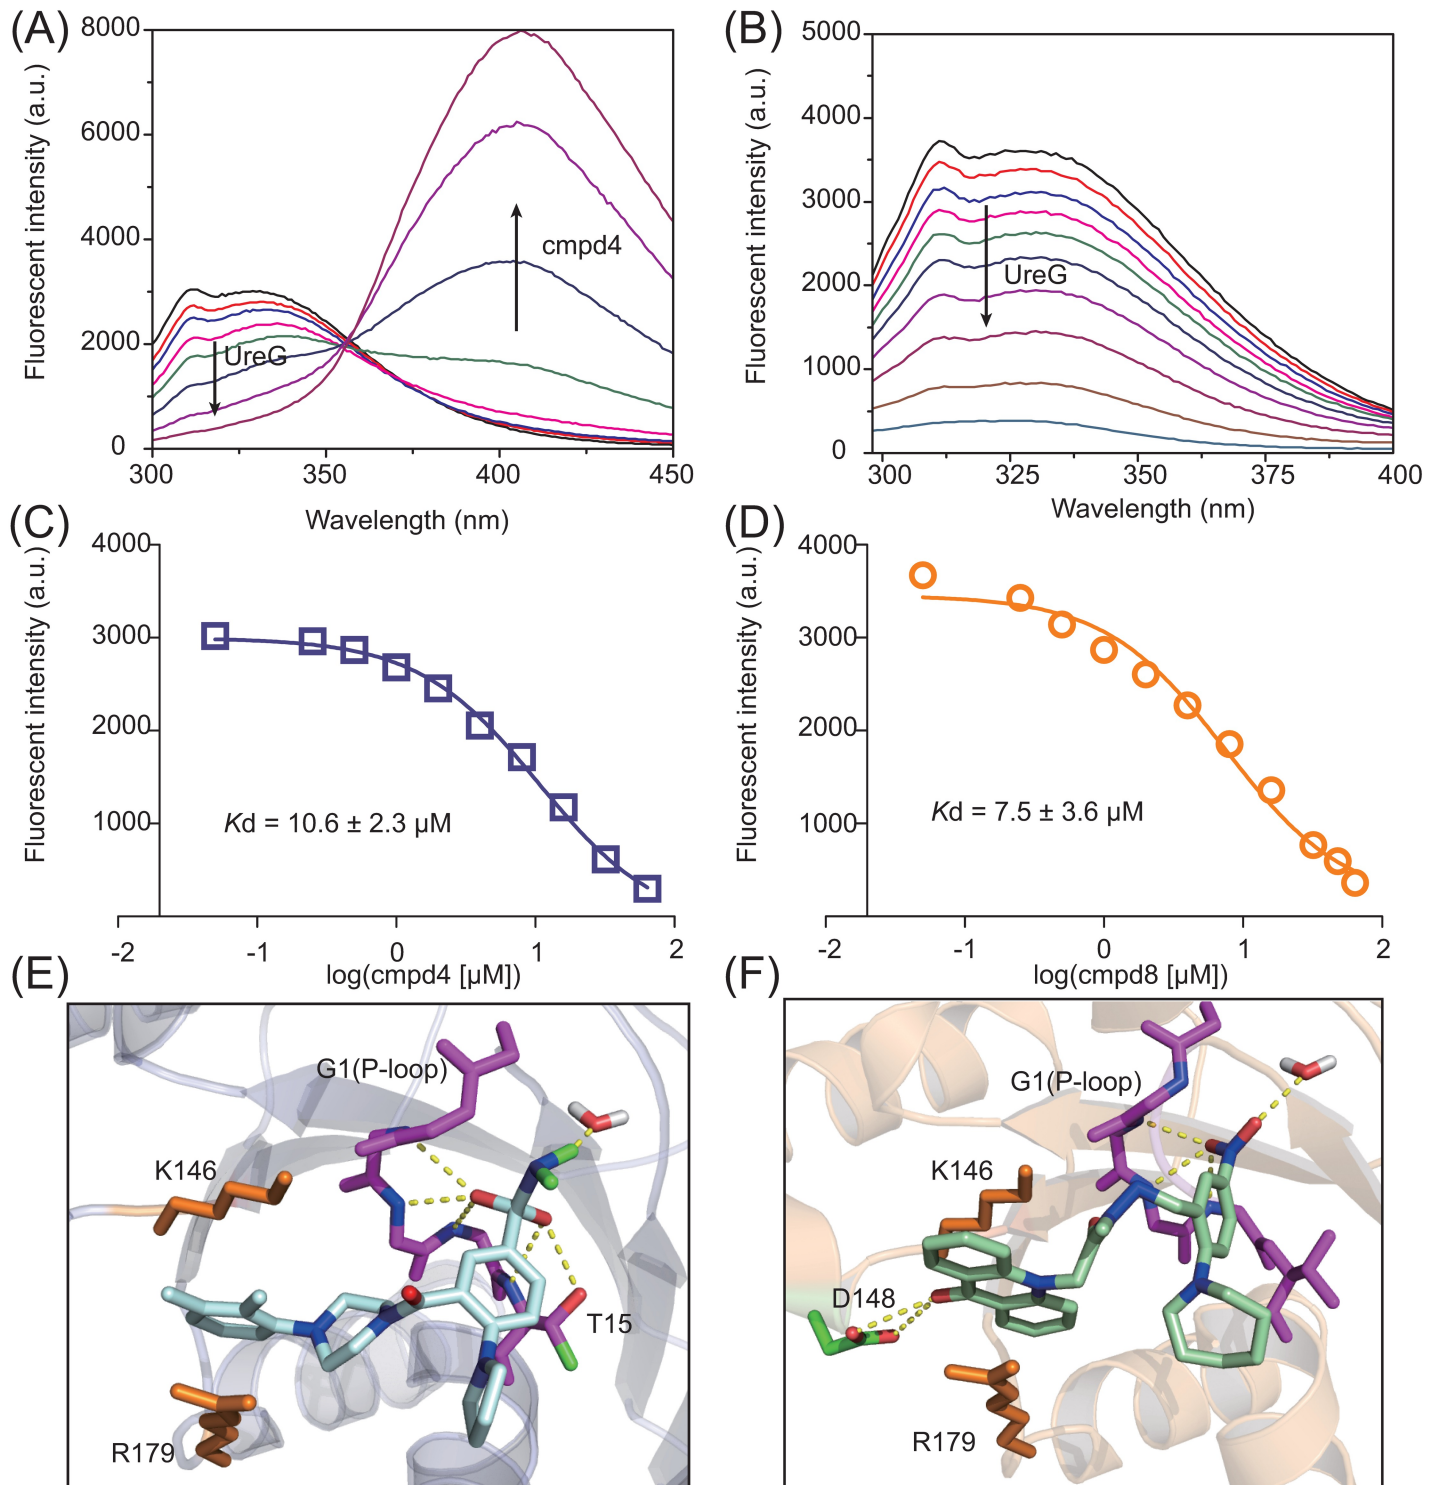 (A)
Fluorescent intensity (a.u.)
8000
6000
4000
2000
0
cmpd4
UreG
300 350 400 450
Wavelength (nm)
(B)
Fluorescent intensity (a.u.)
5000
4000
3000
2000
1000
0
UreG
300 325 350 375 400
Wavelength (nm)
(C)
Fluorescent intensity (a.u.)
4000
3000
2000
1000
Kd = 10.6 ± 2.3 µM
-2 -1 0 1 2
log(cmpd4 [µM])
(D)
Fluorescent intensity (a.u.)
4000
3000
2000
1000
Kd = 7.5 ± 3.6 µM
-2 -1 0 1 2
log(cmpd8 [µM])
(E)
G1(P-loop)
K146
T15
R179
(F)
G1(P-loop)
K146
D148
R179